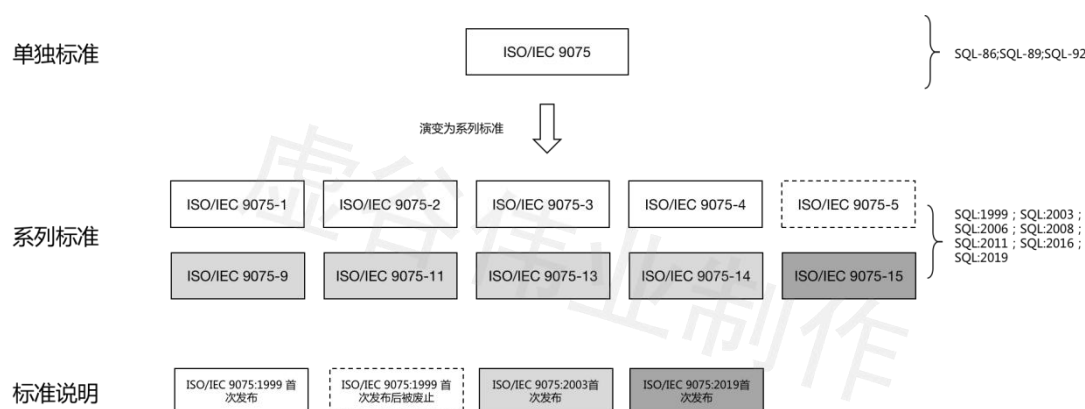 单独标准
ISO/IEC 9075
SQL-86;SQL-89;SQL-92
演变为系列标准
系列标准
ISO/IEC 9075-1
ISO/IEC 9075-2
ISO/IEC 9075-3
ISO/IEC 9075-4
ISO/IEC 9075-5
ISO/IEC 9075-9
ISO/IEC 9075-11
ISO/IEC 9075-13
ISO/IEC 9075-14
ISO/IEC 9075-15
SQL:1999；SQL:2003；
SQL:2006；SQL:2008；
SQL:2011；SQL:2016；
SQL:2019
标准说明
ISO/IEC 9075:1999 首
次发布
ISO/IEC 9075:1999 首
次发布后被废止
ISO/IEC 9075:2003首
次发布
ISO/IEC 9075:2019首
次发布
虚谷伟业制作